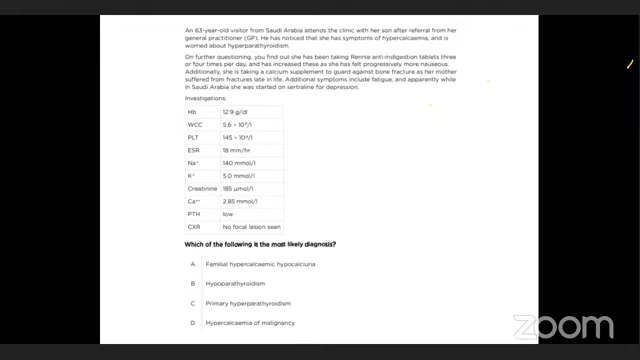 An 63-year-old visitor from Saudi Arabia attends the clinic with her son after referral from her
general practitioner (GP). He has noticed that she has symptoms of hypercalcaemia, and is
worried about hyperparathyroidism.
On further questioning, you find out she has been taking Rennie anti-indigestion tablets three
or four times per day, and has increased these as she has felt progressively more nauseous.
Additionally, she is taking a calcium supplement to guard against bone fracture as her mother
suffered from fractures late in life. Additional symptoms include fatigue, and apparently while
in Saudi Arabia she was started on sertraline for depression.
Investigations:
Hb 12.9 g/dl
WCC 5.6 × 10⁹/l
PLT 145 × 10⁹/l
ESR 18 mm/hr
Na⁺ 140 mmol/l
K⁺ 5.0 mmol/l
Creatinine 185 µmol/l
Ca⁺⁺ 2.85 mmol/l
PTH low
CXR No focal lesion seen
Which of the following is the most likely diagnosis?
A Familial hypercalcaemic hypocalciuria
B Hypoparathyroidism
C Primary hyperparathyroidism
D Hypercalcaemia of malignancy
zoom